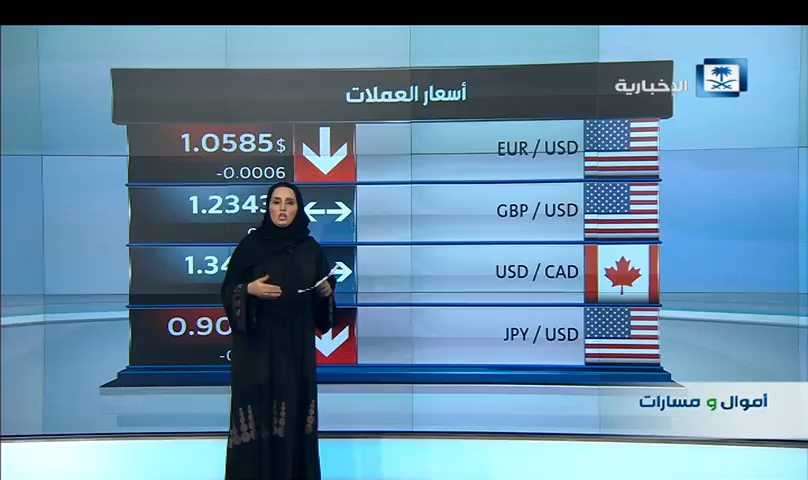 أسعار العملات
الإخبارية
EUR / USD
1.0585$
-0.0006
GBP / USD
1.2343
USD / CAD
JPY / USD
أموال و مسارات